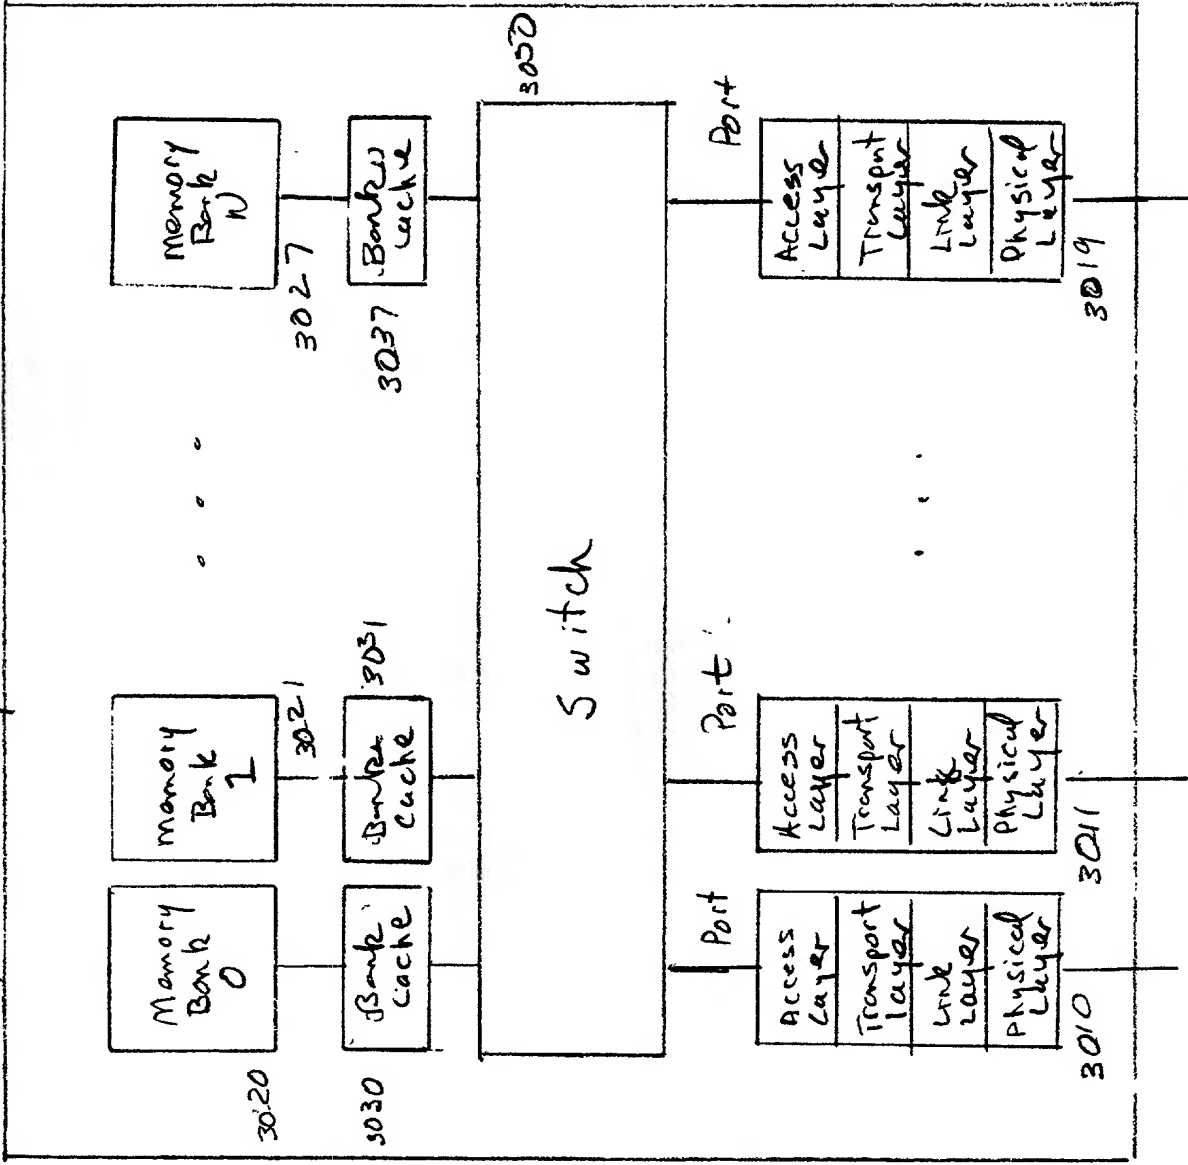 Memory
Bank
0
Memory
Bank
1
Memory
Bank
N
3020
3021
3027
Bank
Cache
Bank
Cache
Bank
Cache
3030
3031
3037
3050
Switch
Port
Port
Port
Access
Layer
Transport
Layer
Link
Layer
Physical
Layer
3010
Access
Layer
Transport
Layer
Link
Layer
Physical
Layer
3011
Access
Layer
Transport
Layer
Link
Layer
Physical
Layer
3019